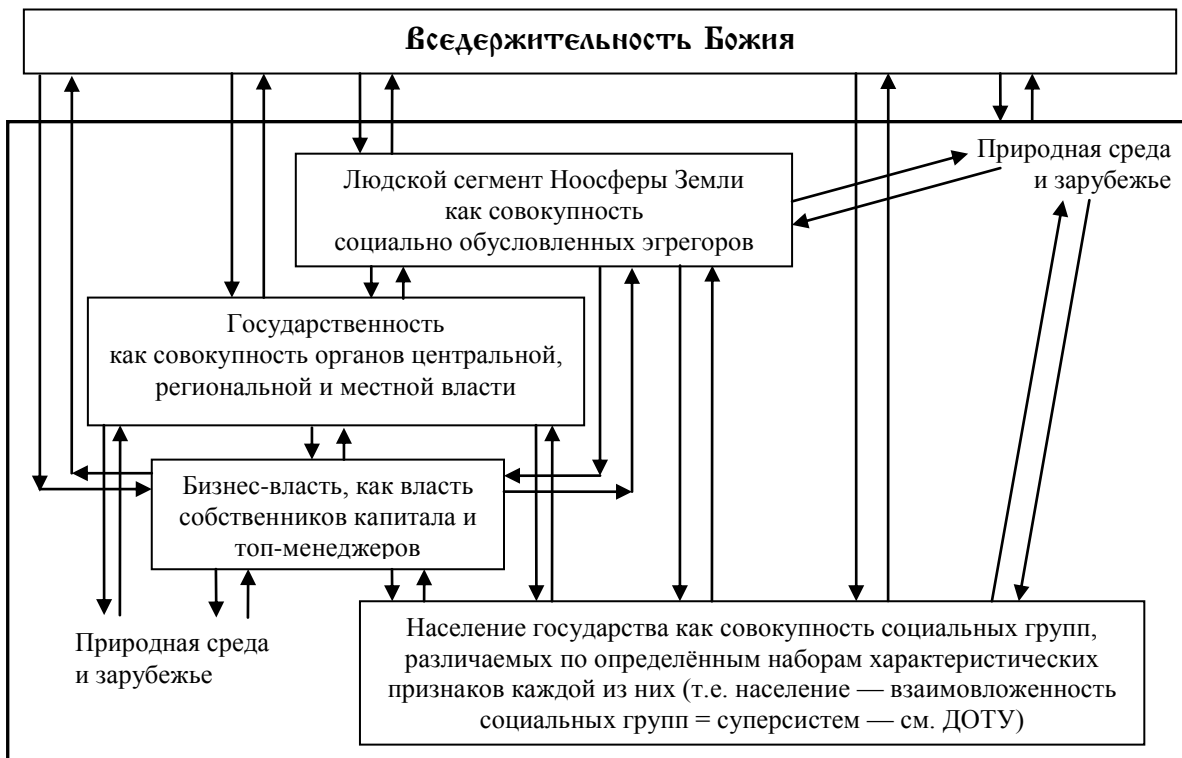 Вседержительность Божия
Природная среда
и зарубежье
Людской сегмент Ноосферы Земли
как совокупность
социально обусловленных эгрегоров
Государственность
как совокупность органов центральной,
региональной и местной власти
Бизнес-власть, как власть
собственников капитала и
топ-менеджеров
Природная среда
и зарубежье
Население государства как совокупность социальных групп,
различаемых по определённым наборам характеристических
признаков каждой из них (т.е. население — взаимовложенность
социальных групп = суперсистем — см. ДОТУ)